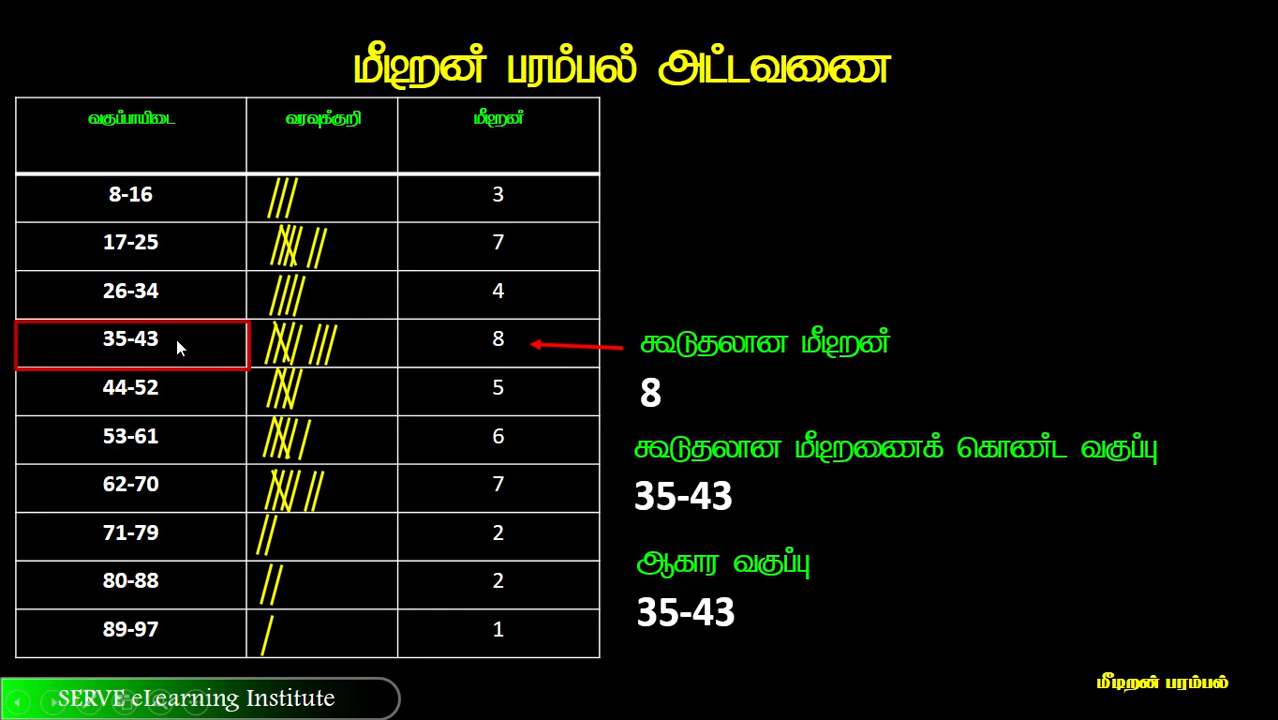 மீடிறன் பரம்பல் அட்டவணை
வகுப்பாயிடை வரவுக்குறி மீடிறன்
8-16 3
17-25 7
26-34 4
35-43 8
44-52 5
53-61 6
62-70 7
71-79 2
80-88 2
89-97 1
கூடுதலான மீடிறன்
8
கூடுதலான மீடிறணைக் கொண்ட வகுப்பு
35-43
ஆகார வகுப்பு
35-43
SERVE eLearning Institute
மீடிறன் பரம்பல்